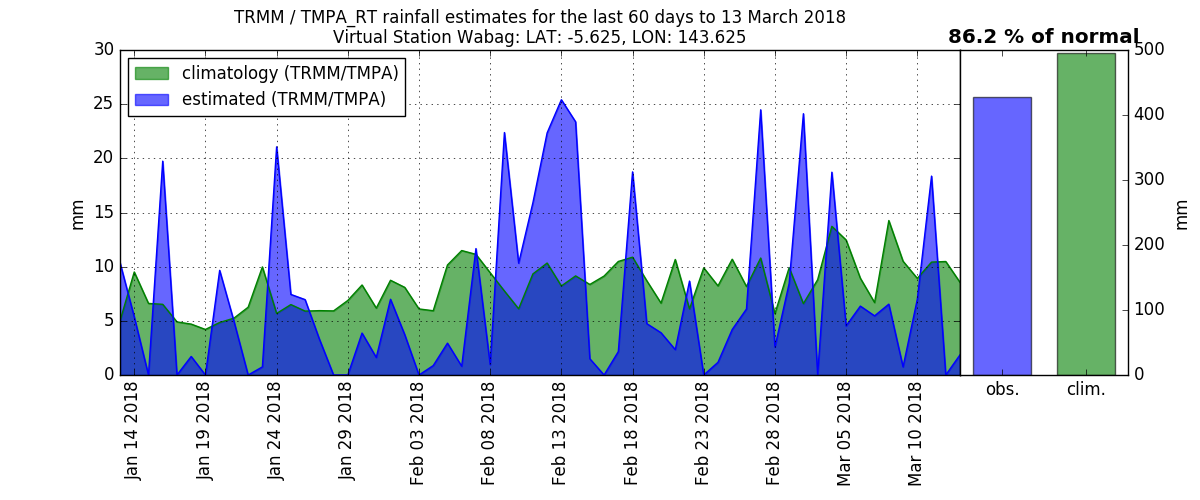 TRMM / TMPA_RT rainfall estimates for the last 60 days to 13 March 2018
Virtual Station Wabag: LAT: -5.625, LON: 143.625
86.2 % of normal
climatology (TRMM/TMPA)
estimated (TRMM/TMPA)
30
25
20
15
10
5
0
mm
500
400
300
200
100
0
mm
Jan 14 2018
Jan 19 2018
Jan 24 2018
Jan 29 2018
Feb 03 2018
Feb 08 2018
Feb 13 2018
Feb 18 2018
Feb 23 2018
Feb 28 2018
Mar 05 2018
Mar 10 2018
obs.
clim.